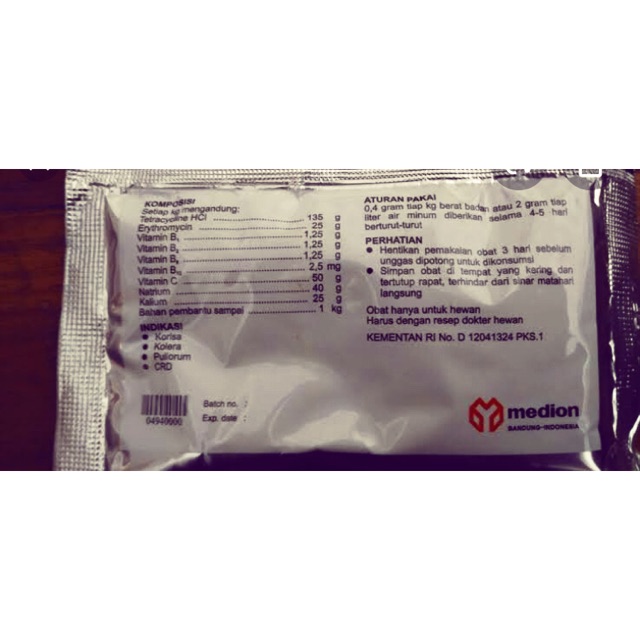 KOMPOSISI
Setiap kg mengandung:
Tetracycline HCl 135 g
Erythromycin 25 g
Vitamin B 1,25 g
Vitamin B 1,25 g
Vitamin B 1,25 g
Vitamin B12 2,5 mg
Vitamin C 50 g
Natrium 40 g
Kalium 25 g
Bahan pembantu sampai 1 kg
INDIKASI
● Korisa
● Kolera
● Pullorum
● CRD
04940000
Batch no. :
Exp. date :
ATURAN PAKAI
0,4 gram tiap kg berat badan atau 2 gram tiap
liter air minum diberikan selama 4-5 hari
berturut-turut
PERHATIAN
● Hentikan pemakaian obat 3 hari sebelum
unggas dipotong untuk dikonsumsi
● Simpan obat di tempat yang kering dan
tertutup rapat, terhindar dari sinar matahari
langsung
Obat hanya untuk hewan
Harus dengan resep dokter hewan
KEMENTAN RI No. D 12041324 PKS.1
medion
BANDUNG-INDONESIA